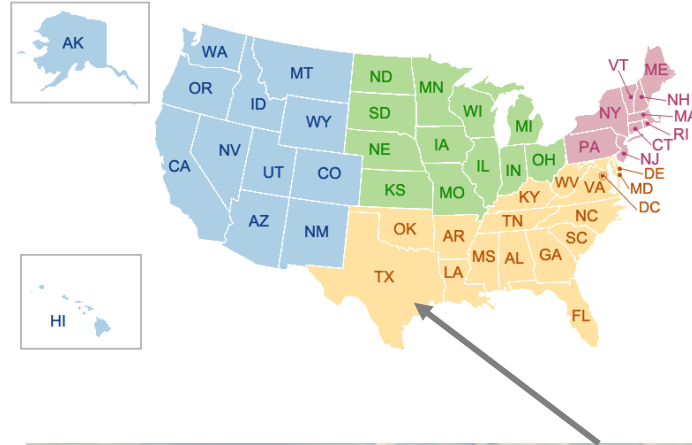 AK
WA
MT
ND
MN
VT
ME
OR
ID
SD
WI
MI
NY
NH
MA
RI
WY
CT
CA
NV
NE
IA
PA
NJ
UT
CO
IL
IN
OH
DE
KS
MO
WV
VA
MD
KY
DC
AZ
NM
OK
AR
TN
NC
SC
TX
LA
MS
AL
GA
HI
FL